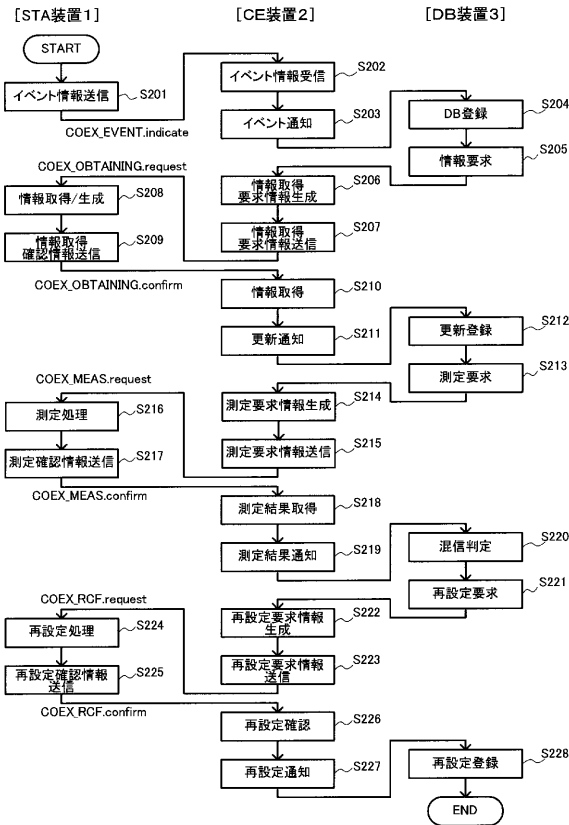 [STA装置1]
[CE装置2]
[DB装置3]
START
イベント情報送信
S201
COEX_EVENT.indicate
イベント情報受信
S202
イベント通知
S203
DB登録
S204
情報要求
S205
情報取得
要求情報生成
S206
情報取得
要求情報送信
S207
COEX_OBTAINING.request
情報取得/生成
S208
情報取得
確認情報送信
S209
COEX_OBTAINING.confirm
情報取得
S210
更新通知
S211
更新登録
S212
測定要求
S213
測定要求情報生成
S214
測定要求情報送信
S215
COEX_MEAS.request
測定処理
S216
測定確認情報送信
S217
COEX_MEAS.confirm
測定結果取得
S218
測定結果通知
S219
混信判定
S220
再設定要求
S221
再設定要求情報
生成
S222
再設定要求情報
送信
S223
COEX_RCF.request
再設定処理
S224
再設定確認情報
送信
S225
COEX_RCF.confirm
再設定確認
S226
再設定通知
S227
再設定登録
S228
END